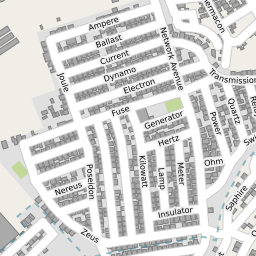 Ampere
Ballast
Current
Dynamo
Electron
Fuse
Joule
Network Avenue
Transmission
Generator
Hertz
Power
Quartz
Ohm
Kilowatt
Lamp
Meter
Poseidon
Nereus
Zeus
Insulator
Saphire